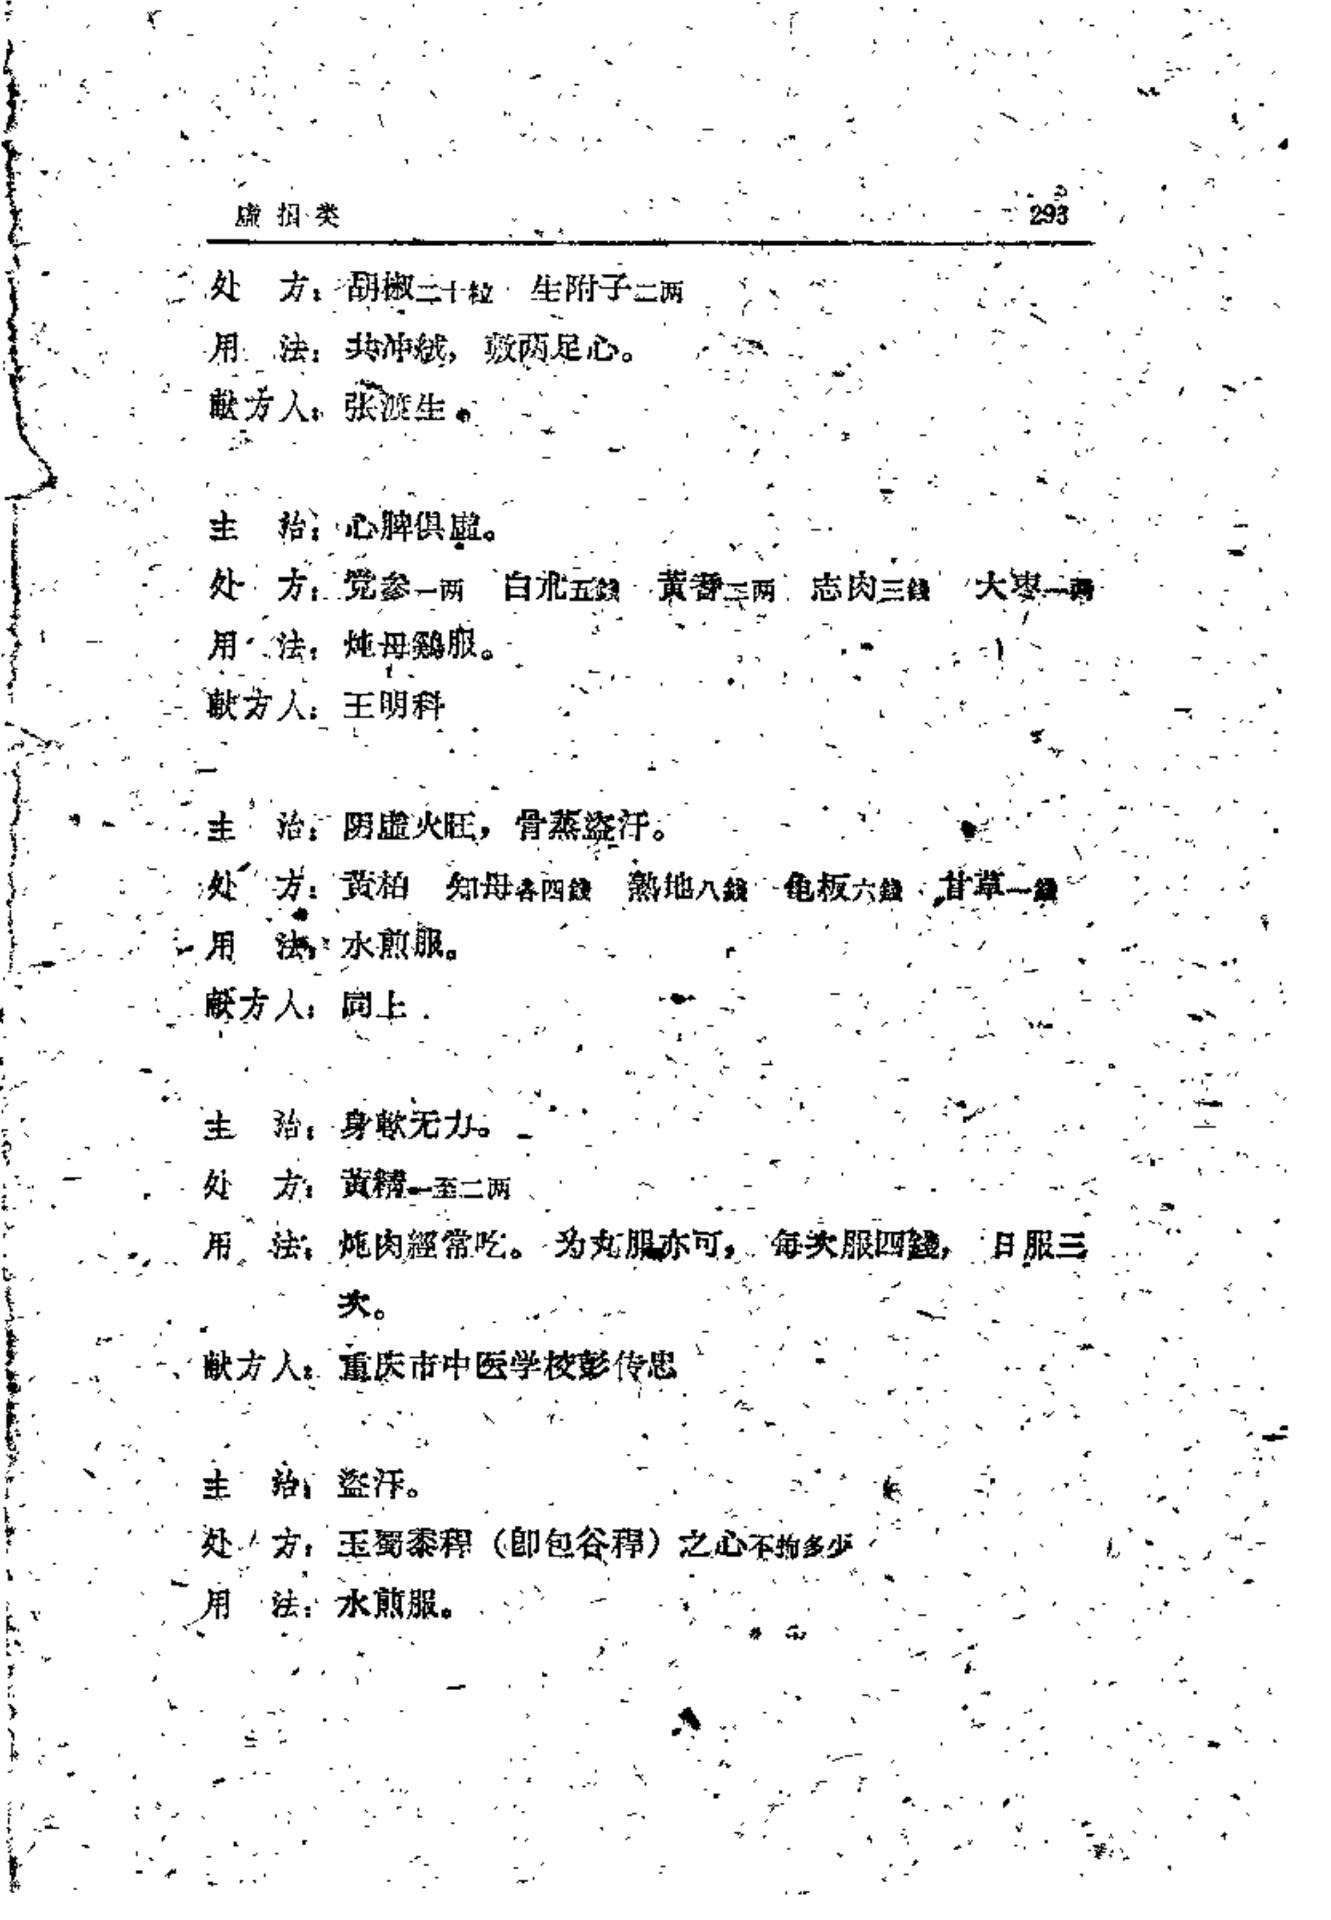 虚损类 293
处 方：胡椒二十粒 生附子二两
用 法：共冲绒，敷两足心。
献方人：张渡生。
主 治：心脾俱虚。
处 方：党参一两 白朮五錢 黃耆三两 志肉三錢 大枣一两
用 法：炖母鷄服。
献方人：王明科
主 治：阴虚火旺，骨蒸盗汗。
处 方：黃柏 知母各四錢 熟地八錢 龟板六錢 甘草一錢
用 法：水煎服。
献方人：同上
主 治：身軟无力。
处 方：黃精一至二两
用 法：炖肉經常吃。为丸服亦可，每次服四錢，日服三
次。
献方人：重庆市中医学校彭传忠
主 治：盗汗。
处 方：玉蜀黍稈（卽包谷稈）之心不拘多少
用 法：水煎服。